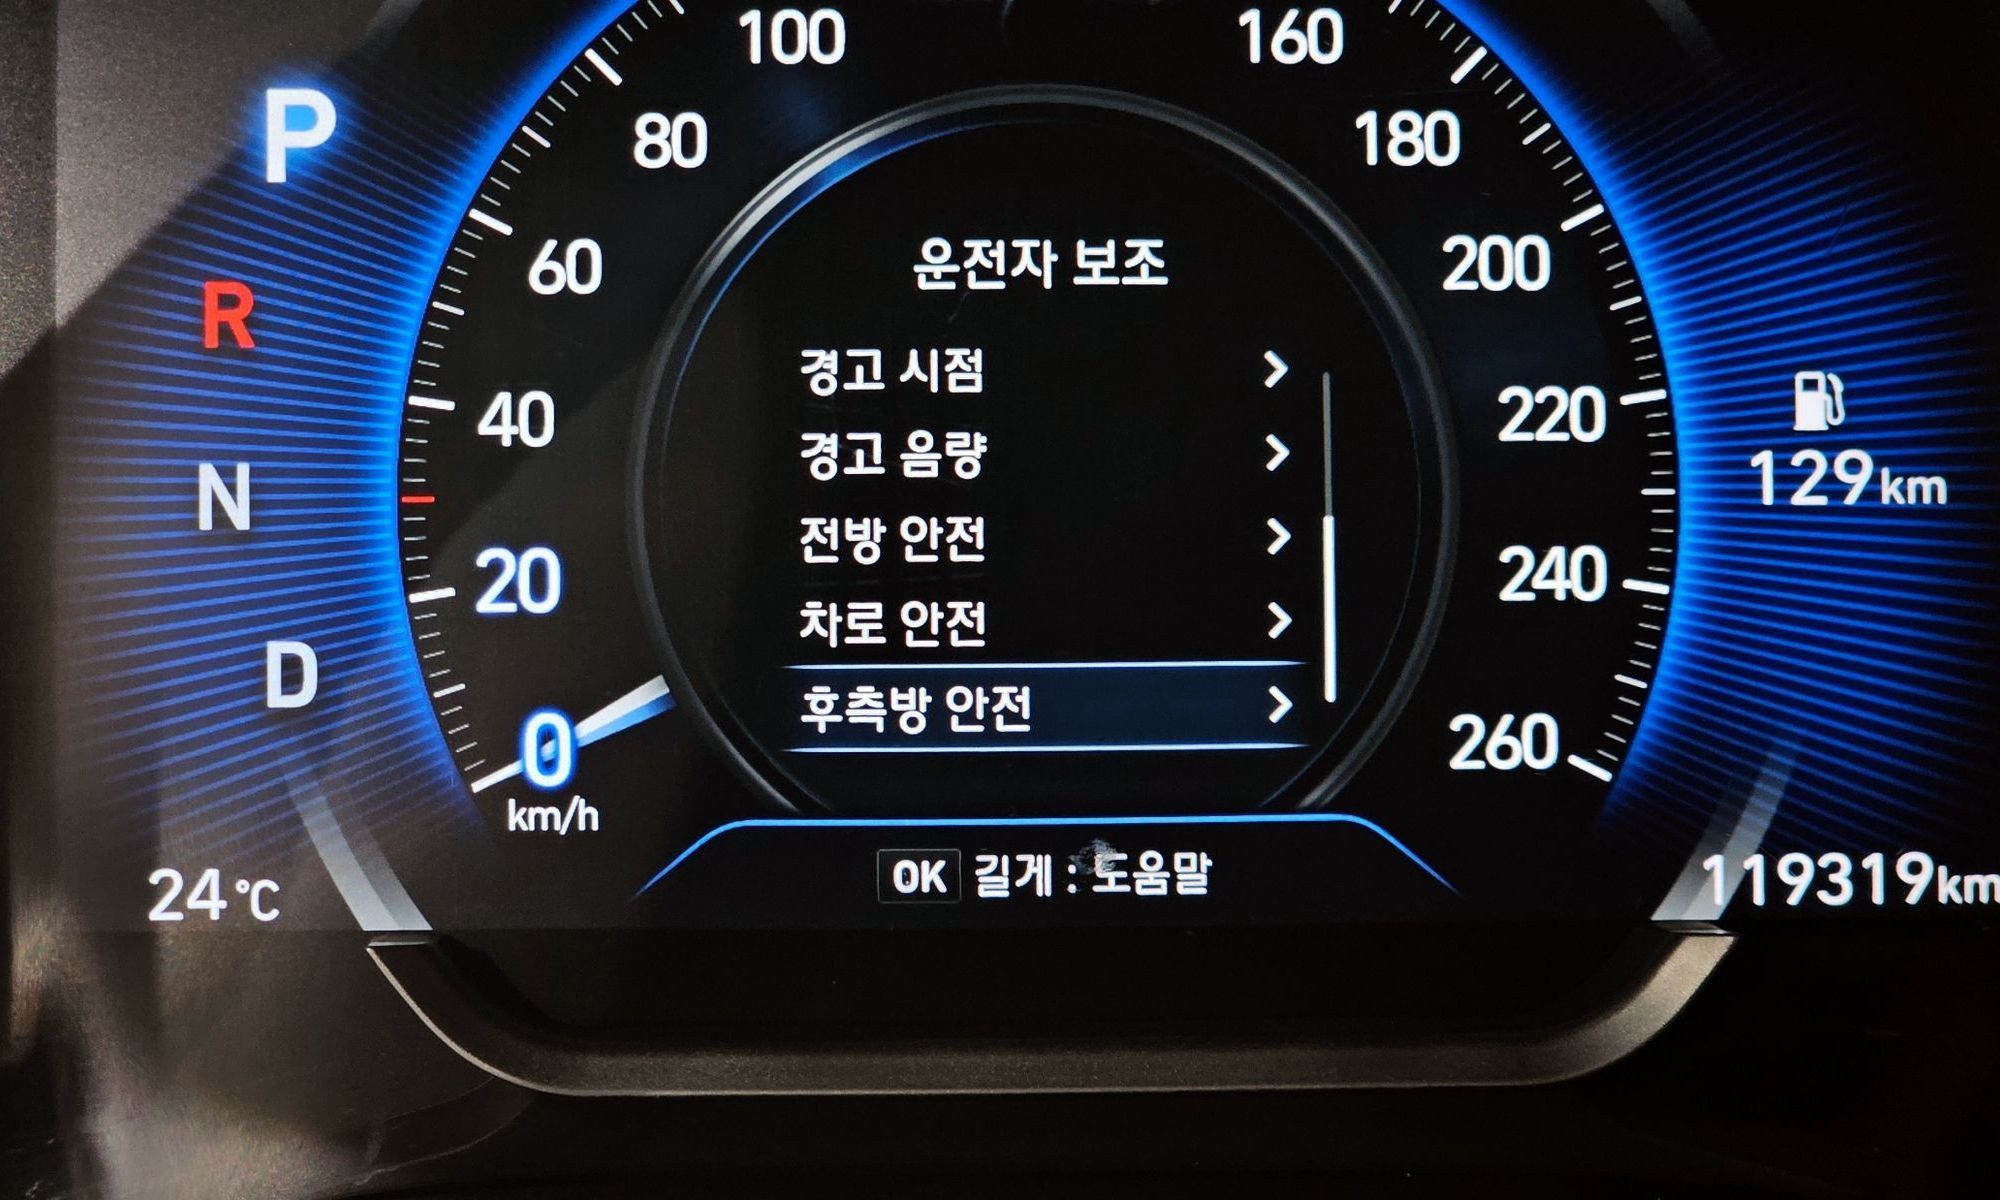 100
160
P
80
180
60
운전자 보조
200
R
경고 시점
40
220
경고 음량
129km
N
전방 안전
20
240
차로 안전
D
후측방 안전
0
260
km/h
24°C
OK 길게 : 도움말
119319km